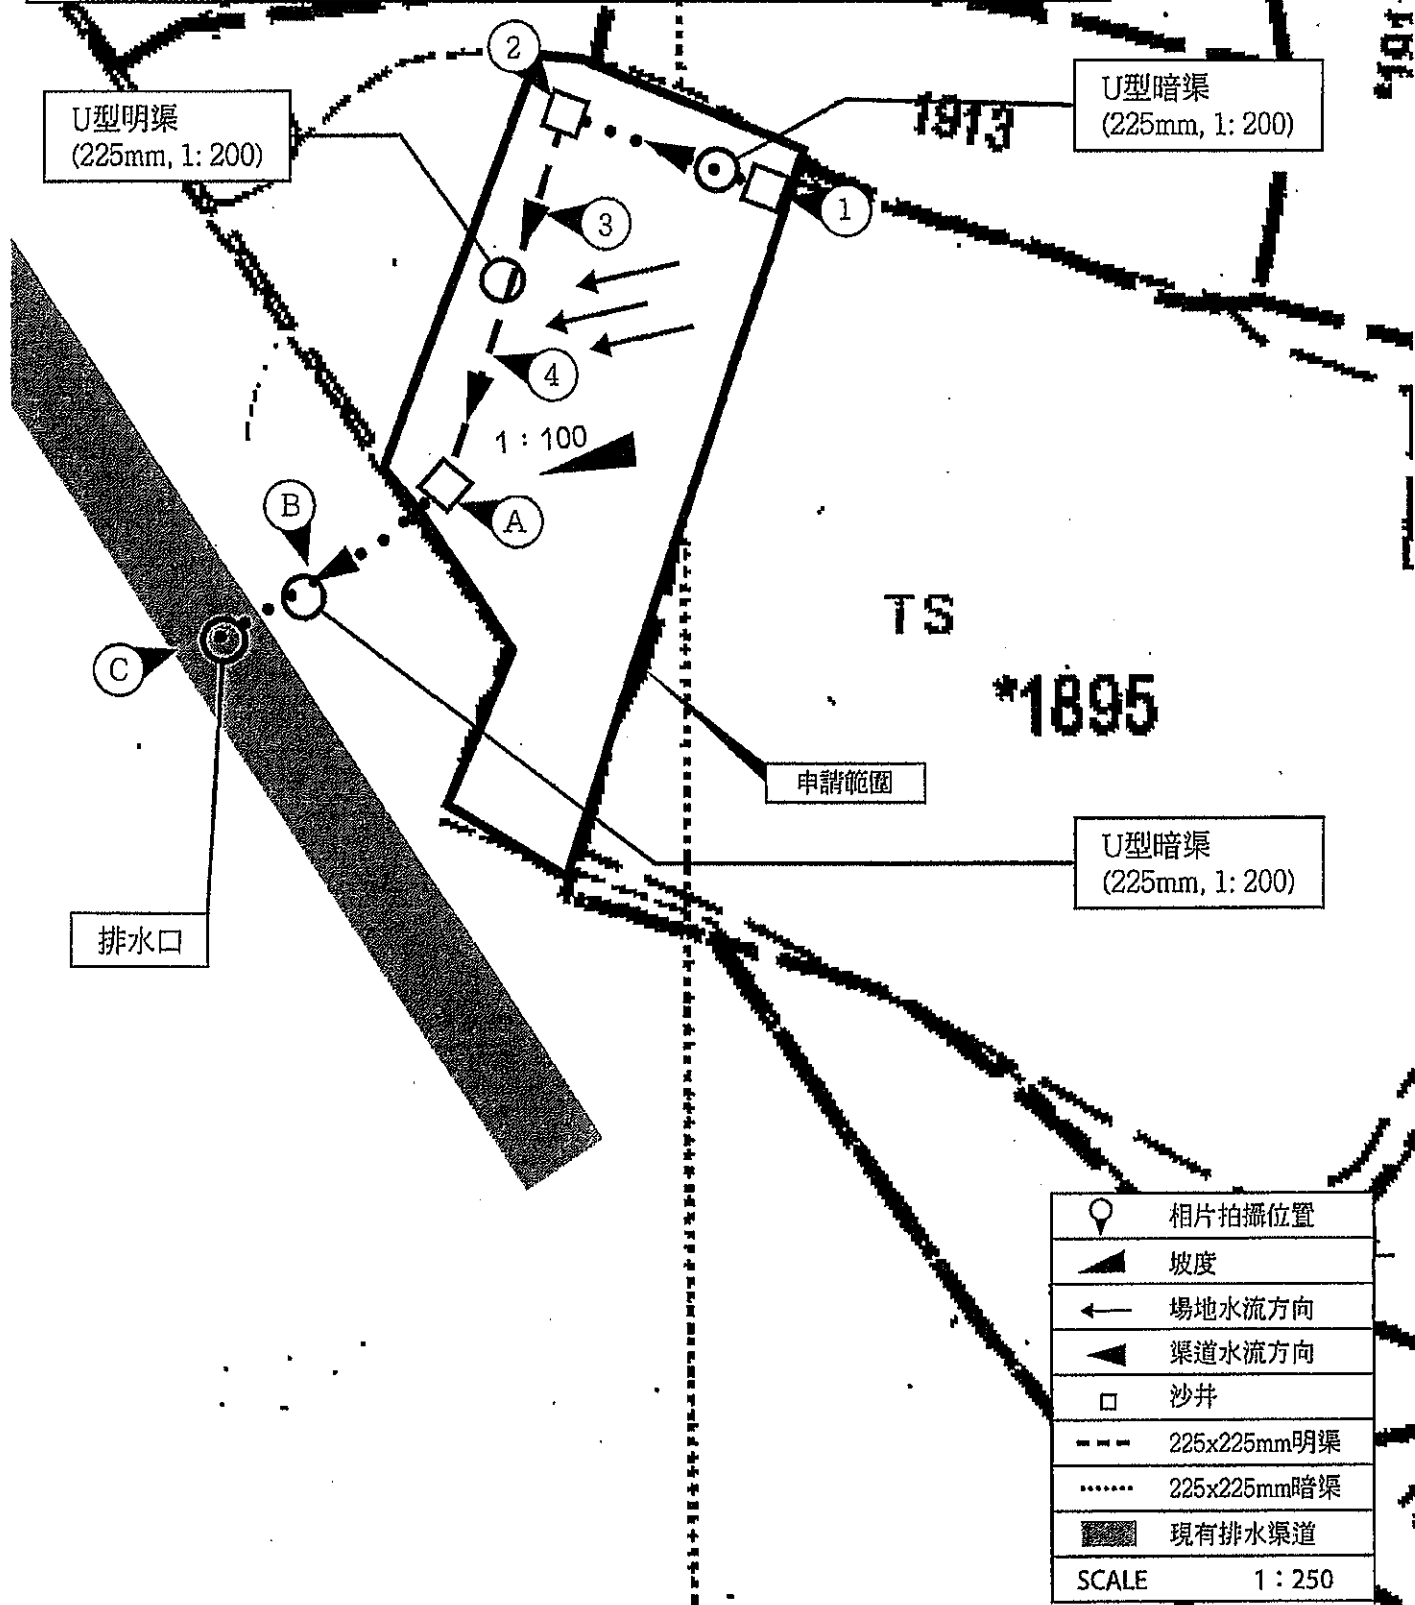 2
U型明渠
(225mm, 1: 200)
U型暗渠
(225mm, 1: 200)
1913
1
3
4
1 : 100
A
B
C
TS
*1895
申請範圍
U型暗渠
(225mm, 1: 200)
排水口
相片拍攝位置
坡度
場地水流方向
渠道水流方向
沙井
225x225mm明渠
225x225mm暗渠
現有排水渠道
SCALE 1 : 250